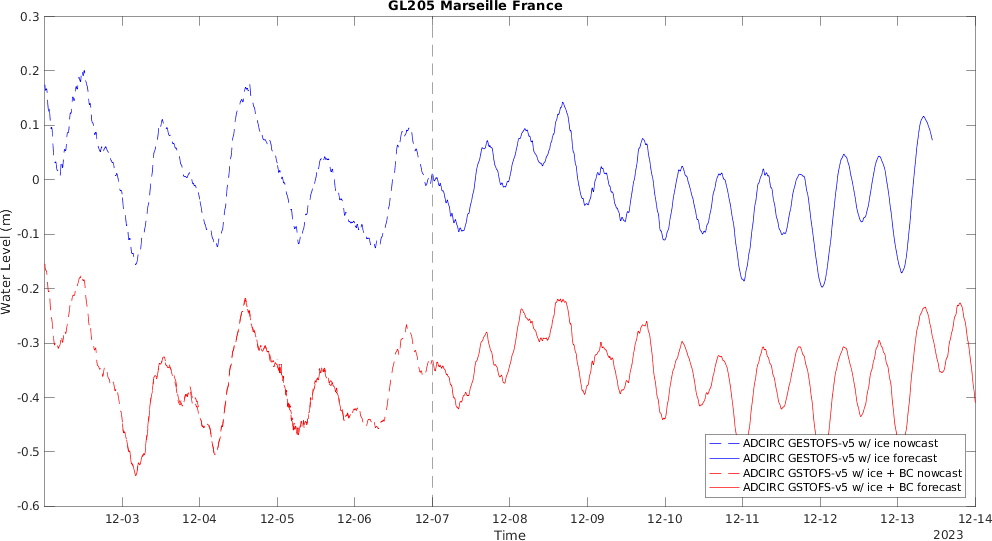 GL205 Marseille France
0.3
0.2
0.1
0
-0.1
-0.2
-0.3
-0.4
-0.5
-0.6
Water Level (m)
12-03 12-04 12-05 12-06 12-07 12-08 12-09 12-10 12-11 12-12 12-13 12-14
Time
2023
ADCIRC GESTOFS-v5 w/ ice nowcast
ADCIRC GESTOFS-v5 w/ ice forecast
ADCIRC GSTOFS-v5 w/ ice + BC nowcast
ADCIRC GSTOFS-v5 w/ ice + BC forecast